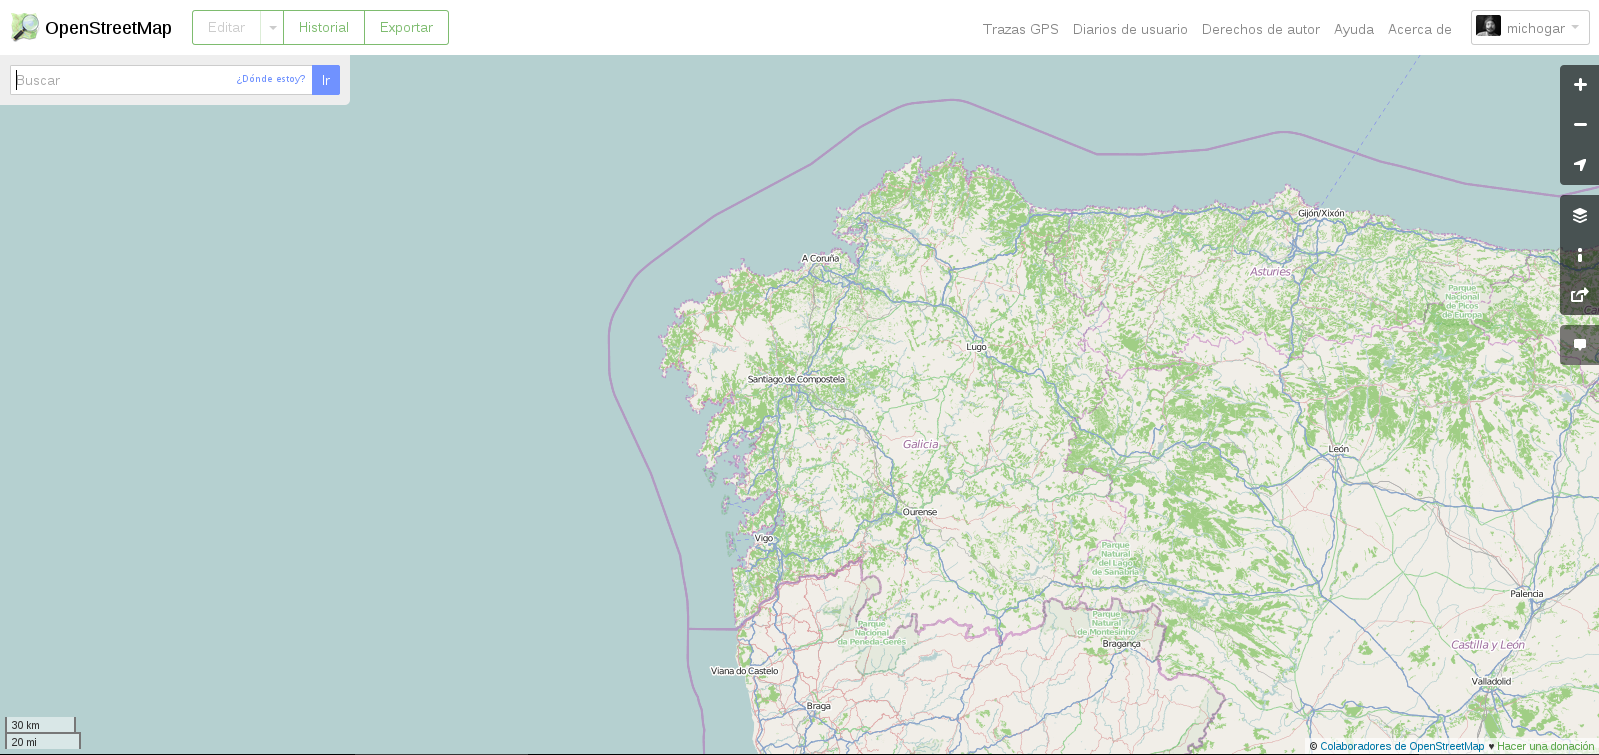 OpenStreetMap
Editar
Historial
Exportar
Trazas GPS
Diarios de usuario
Derechos de autor
Ayuda
Acerca de
michogar
Buscar
¿Dónde estoy?
Ir
Gijón/Xixón
A Coruña
Asturies
Parque
Nacional
de Picos
de Europa
Lugo
Santiago de Compostela
Galicia
León
Ourense
Vigo
Parque
Natural
del Lago
de Sanabria
Palencia
Parque
Nacional
da Peneda-Gerês
Parque
Natural
de Montesinho
Bragança
Castilla y León
Viana do Castelo
Valladolid
Braga
30 km
20 mi
© Colaboradores de OpenStreetMap ♥ Hacer una donación